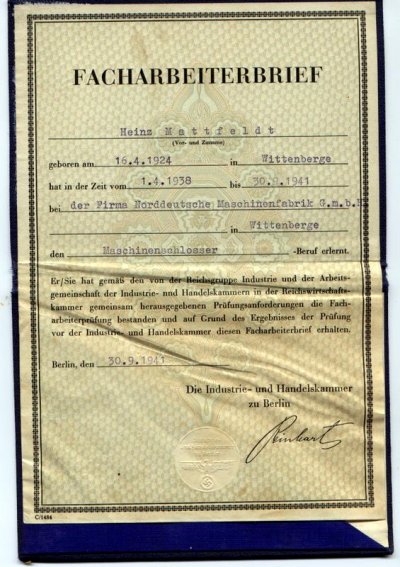 FACHARBEITERBRIEF
Heinz Mattfeldt
(Vor- und Zuname)
geboren am 16.4.1924 in Wittenberge
hat in der Zeit vom 1.4.1938 bis 30.9.1941
bei der Firma Norddeutsche Maschinenfabrik G.m.b.H
in Wittenberge
den Maschinenschlosser -Beruf erlernt.
Er/Sie hat gemäß den von der Reichsgruppe Industrie und der Arbeits-
gemeinschaft der Industrie- und Handelskammern in der Reichswirtschafts-
kammer gemeinsam herausgegebenen Prüfungsanforderungen die Fach-
arbeiterprüfung bestanden und auf Grund des Ergebnisses der Prüfung
vor der Industrie- und Handelskammer diesen Facharbeiterbrief erhalten.
Berlin, den 30.9.1941
Die Industrie- und Handelskammer
zu Berlin
Reinhart
C/1484